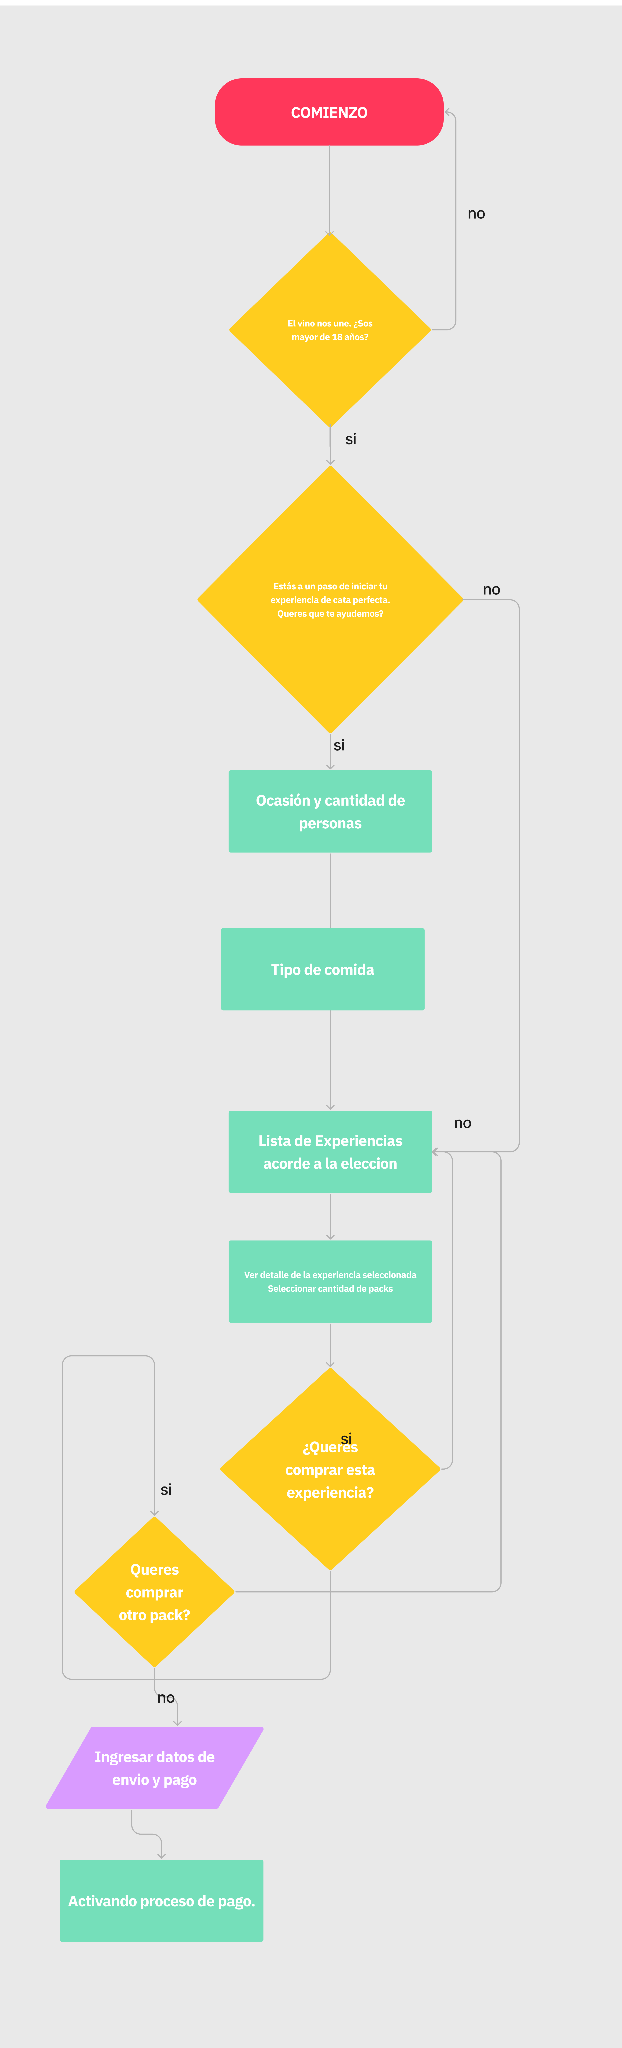 COMIENZO
no
El vino nos une. ¿Sos
mayor de 18 años?
si
Estás a un paso de iniciar tu
experiencia de cata perfecta.
Queres que te ayudemos?
no
si
Ocasión y cantidad de
personas
Tipo de comida
no
Lista de Experiencias
acorde a la eleccion
Ver detalle de la experiencia seleccionada
Seleccionar cantidad de packs
si
¿Queres
comprar esta
experiencia?
si
Queres
comprar
otro pack?
no
Ingresar datos de
envio y pago
Activando proceso de pago.